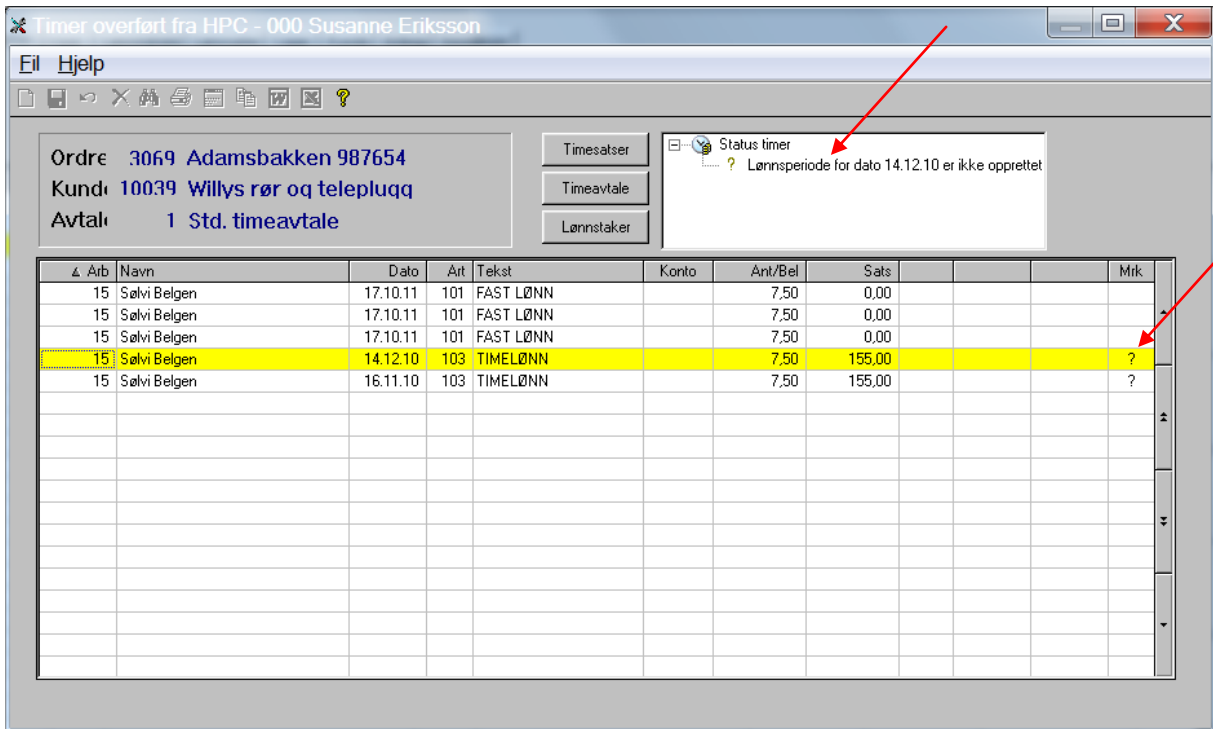 Timer overført fra HPC - 000 Susanne Eriksson
Fil Hjelp
Ordre 3069 Adamsbakken 987654
Kund 10039 Willys rør og teleplugg
Avtal 1 Std. timeavtale
Timesatser
Timeavtale
Lønnstaker
Status timer
? Lønnsperiode for dato 14.12.10 er ikke opprettet
Arb Navn Dato Art Tekst Konto Ant/Bel Sats Mrk
15 Sølvi Belgen 17.10.11 101 FAST LØNN 7,50 0,00
15 Sølvi Belgen 17.10.11 101 FAST LØNN 7,50 0,00
15 Sølvi Belgen 17.10.11 101 FAST LØNN 7,50 0,00
15 Sølvi Belgen 14.12.10 103 TIMELØNN 7,50 155,00 ?
15 Sølvi Belgen 16.11.10 103 TIMELØNN 7,50 155,00 ?